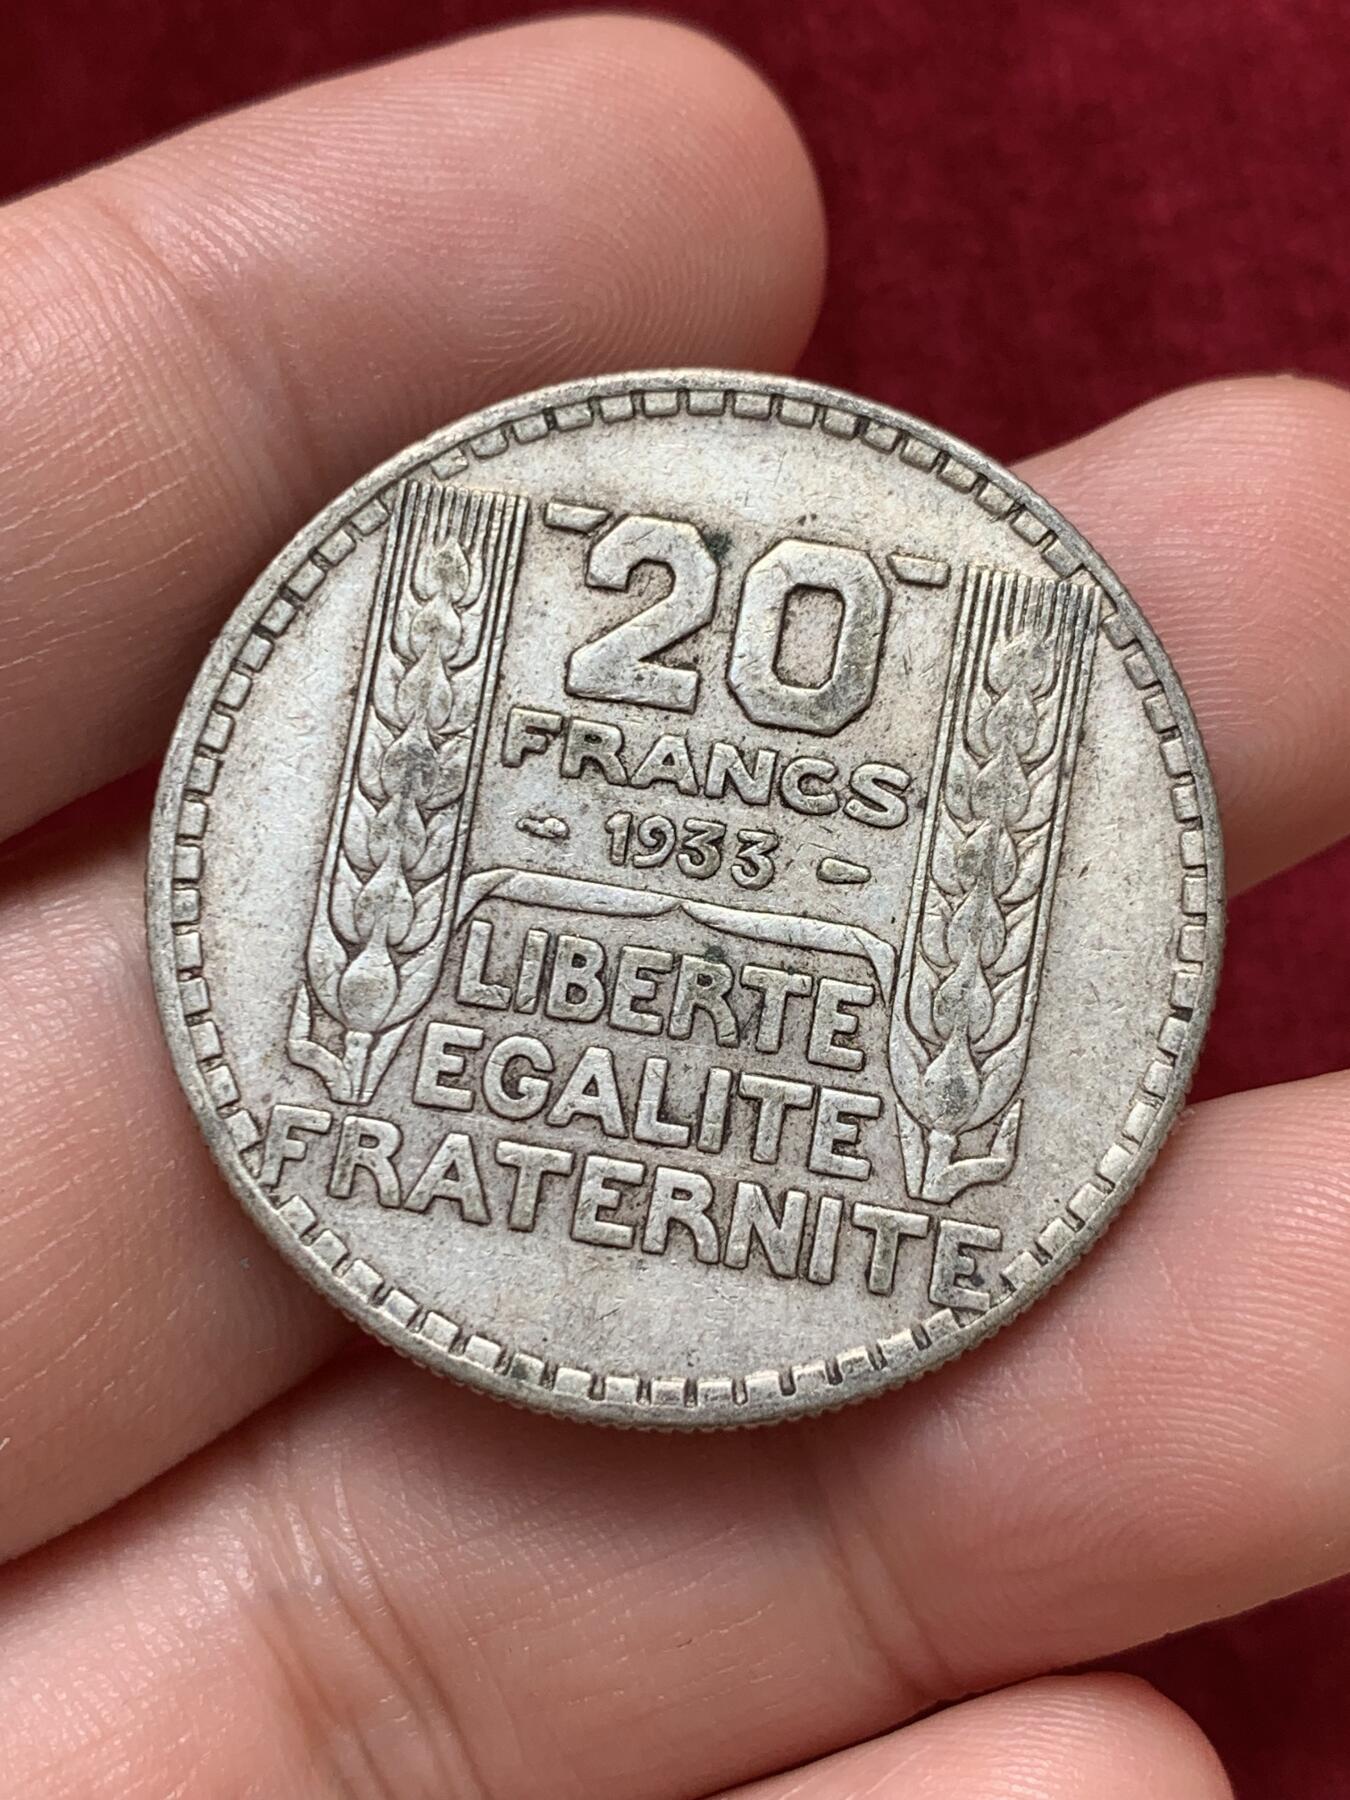 -20-
FRANCS
- 1933 -
LIBERTE
EGALITE
FRATERNITE